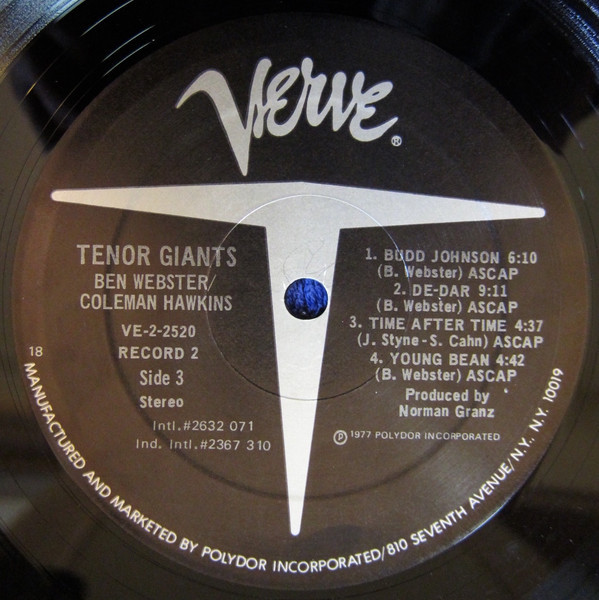 Verve®
TENOR GIANTS
BEN WEBSTER/
COLEMAN HAWKINS
VE-2-2520
RECORD 2
Side 3
Stereo
Intl.#2632 071
Ind. Intl.#2367 310
18
1. BUDD JOHNSON 6:10
(B. Webster) ASCAP
2. DE-DAR 9:11
(B. Webster) ASCAP
3. TIME AFTER TIME 4:37
(J. Styne-S. Cahn) ASCAP
4. YOUNG BEAN 4:42
(B. Webster) ASCAP
Produced by
Norman Granz
℗ 1977 POLYDOR INCORPORATED
MANUFACTURED AND MARKETED BY POLYDOR INCORPORATED/810 SEVENTH AVENUE/N.Y., N.Y. 10019